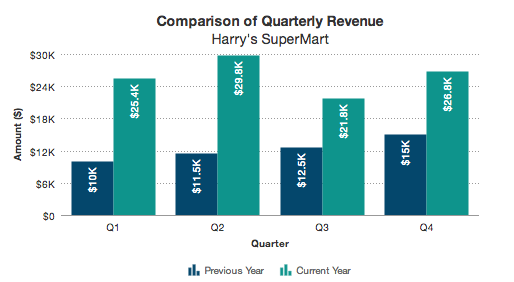 Comparison of Quarterly Revenue
Harry's SuperMart
$30K
$24K
$18K
$12K
$6K
$0
Amount ($)
$10K
$25.4K
$11.5K
$29.8K
$12.5K
$21.8K
$15K
$26.8K
Q1
Q2
Q3
Q4
Quarter
Previous Year
Current Year